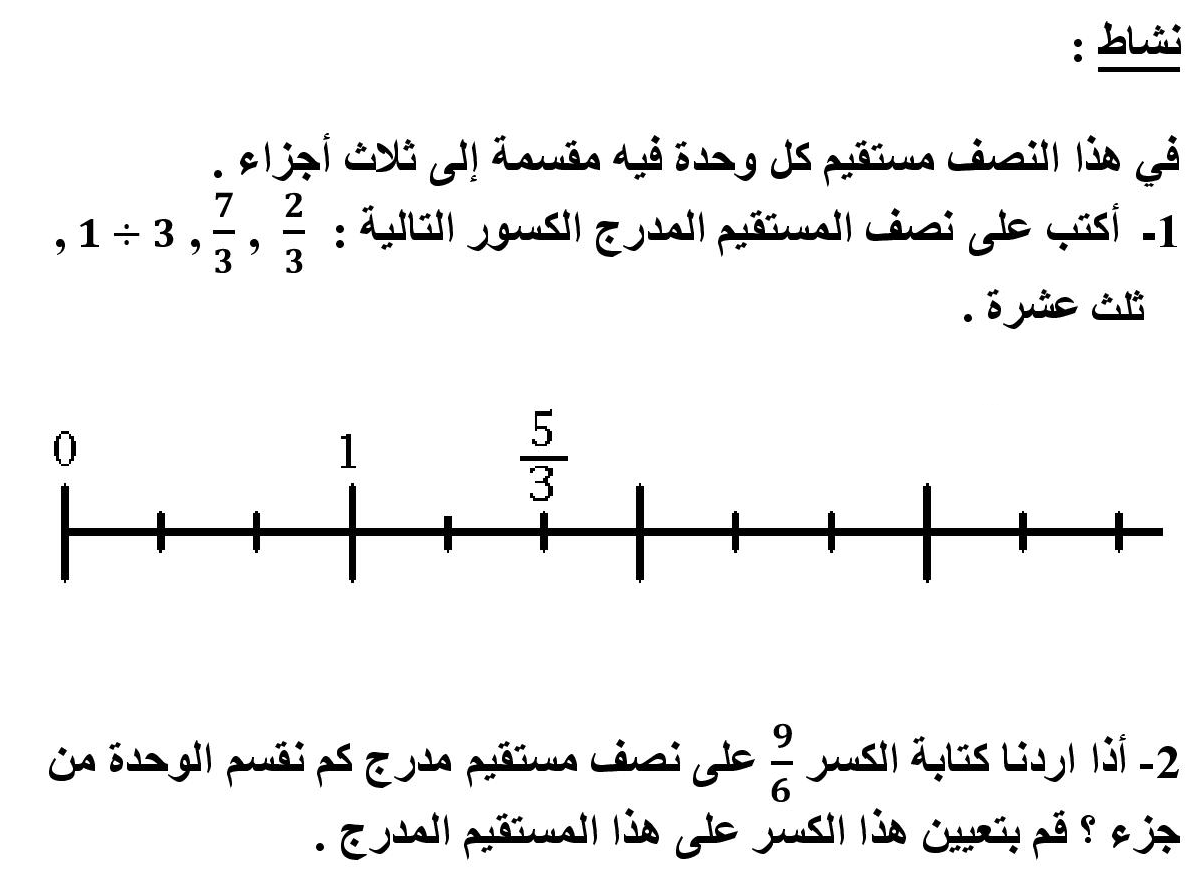 نشاط :
في هذا النصف مستقيم كل وحدة فيه مقسمة إلى ثلاث أجزاء .
1- أكتب على نصف المستقيم المدرج الكسور التالية : 2/3 , 7/3 , 1 ÷ 3 ,
ثلث عشرة .
0 1 5/3
2- أذا اردنا كتابة الكسر 9/6 على نصف مستقيم مدرج كم نقسم الوحدة من
جزء ؟ قم بتعيين هذا الكسر على هذا المستقيم المدرج .